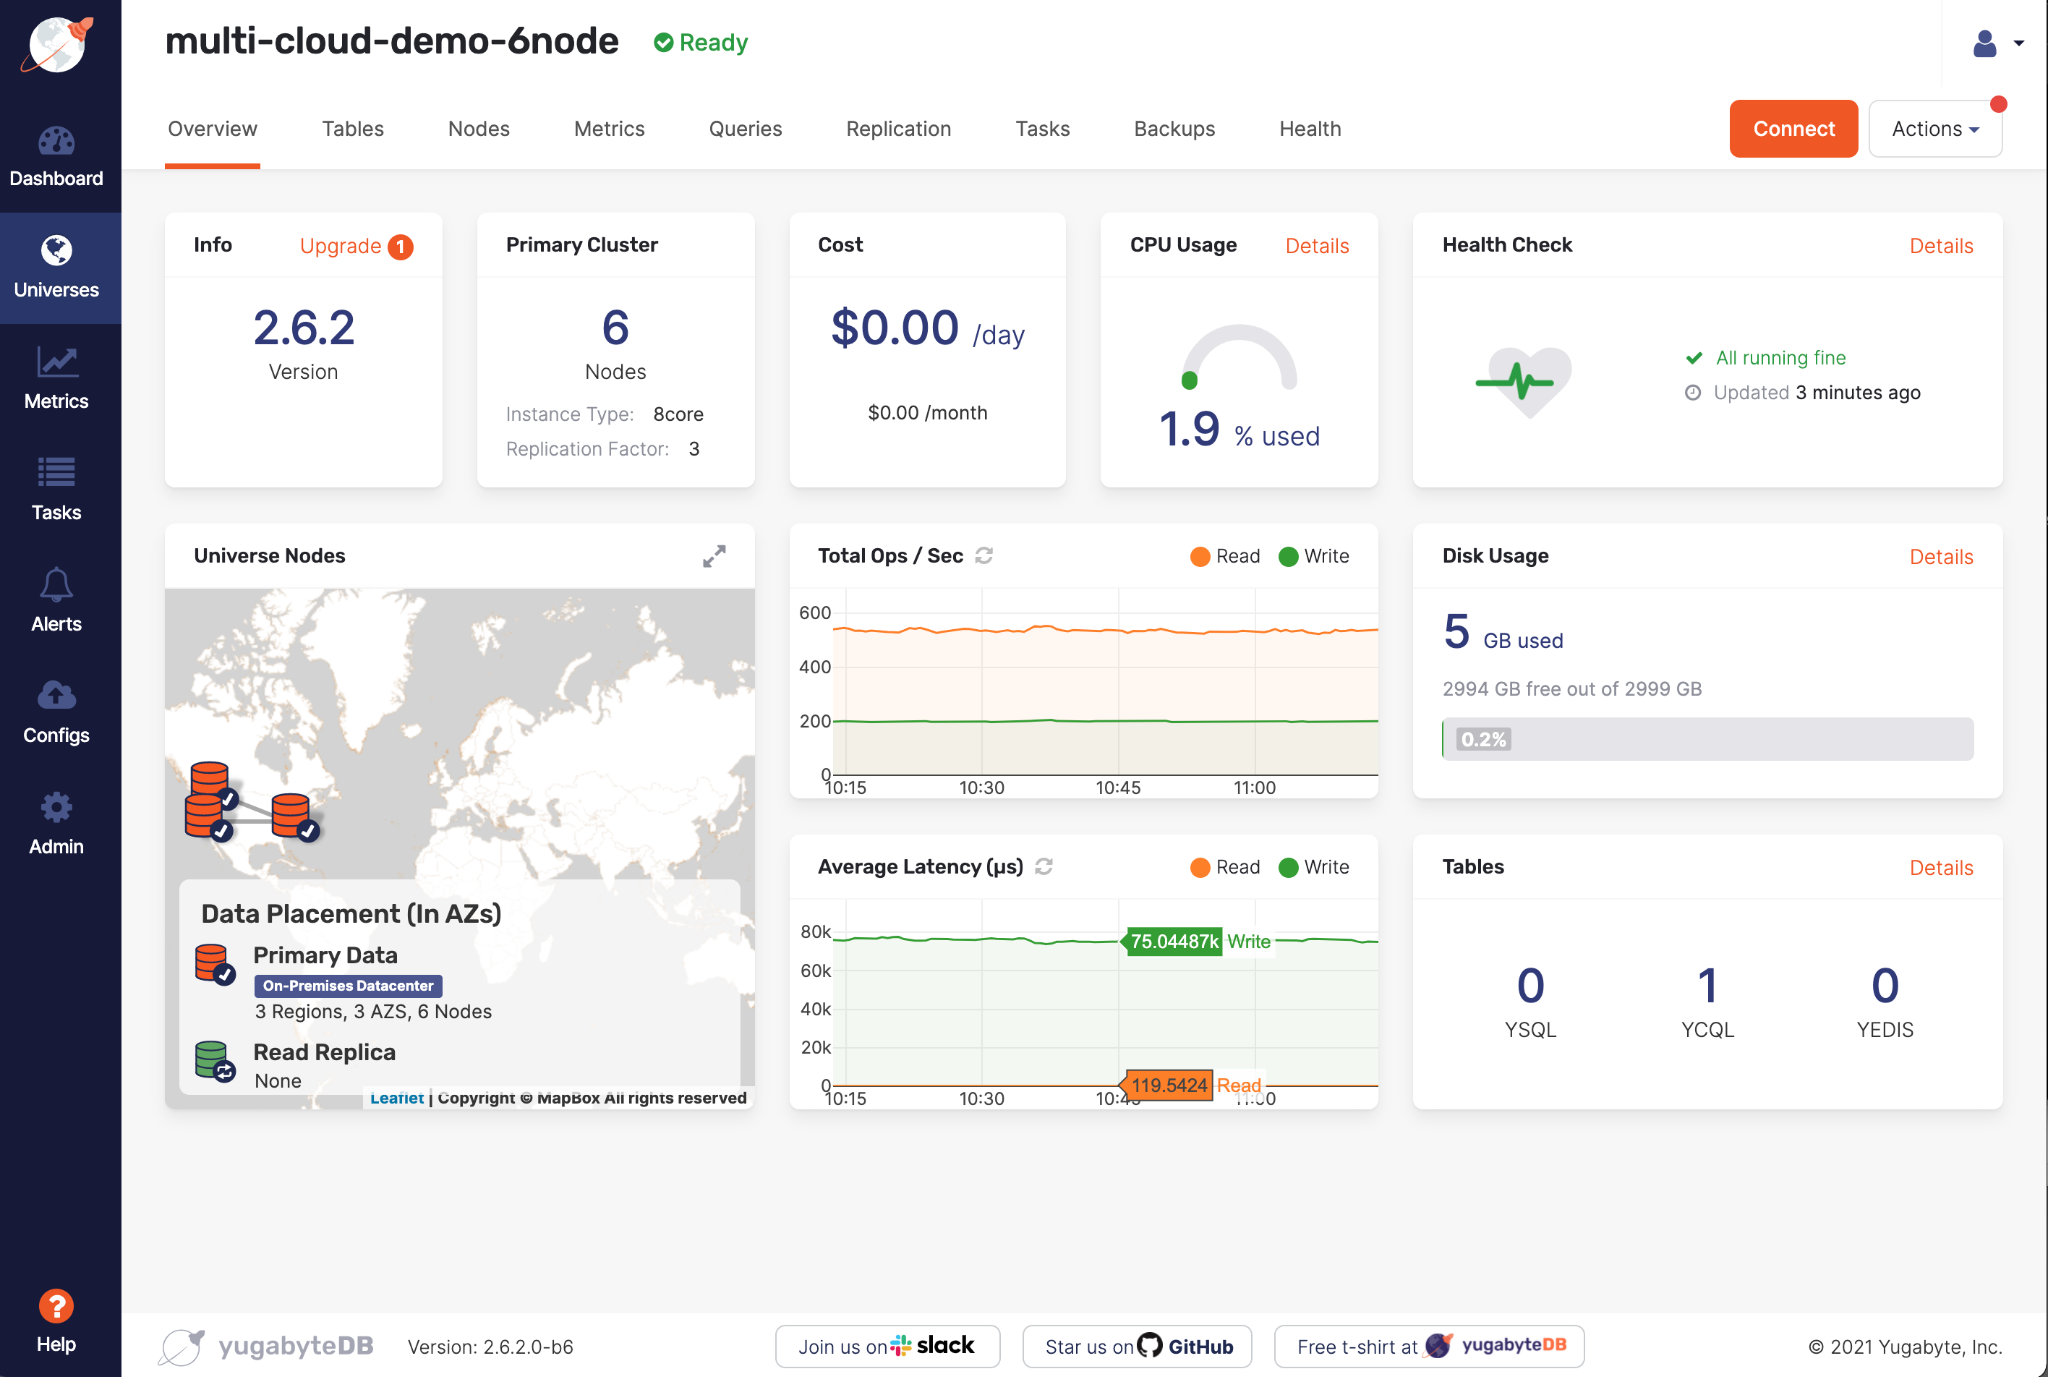 multi-cloud-demo-6node Ready
Overview Tables Nodes Metrics Queries Replication Tasks Backups Health Connect Actions
Dashboard
Universes
Metrics
Tasks
Alerts
Configs
Admin
Help
Info Upgrade 1
2.6.2
Version
Primary Cluster
6
Nodes
Instance Type: 8core
Replication Factor: 3
Cost
$0.00 /day
$0.00 /month
CPU Usage Details
1.9 % used
Health Check Details
All running fine
Updated 3 minutes ago
Universe Nodes
Data Placement (In AZs)
Primary Data
On-Premises Datacenter
3 Regions, 3 AZS, 6 Nodes
Read Replica
None
Leaflet | Copyright © MapBox All rights reserved
Total Ops / Sec Read Write
600
400
200
0
10:15 10:30 10:45 11:00
Average Latency (µs) Read Write
80k
75.04487k Write
60k
40k
20k
0
119.5424 Read
10:15 10:30 10:45 11:00
Disk Usage Details
5 GB used
2994 GB free out of 2999 GB
0.2%
Tables Details
0 1 0
YSQL YCQL YEDIS
yugabyteDB Version: 2.6.2.0-b6 Join us on slack Star us on GitHub Free t-shirt at yugabyteDB © 2021 Yugabyte, Inc.